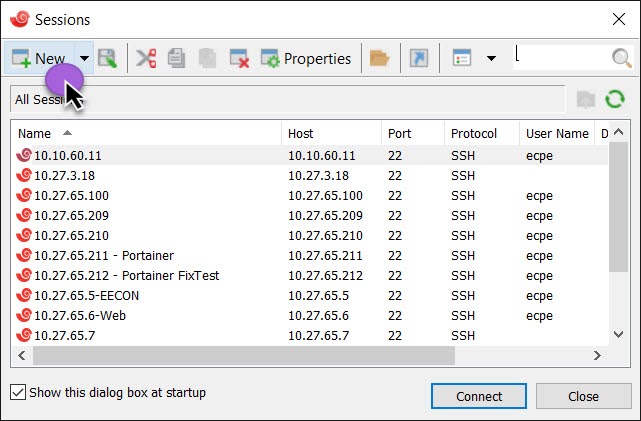 Sessions
New Properties
All Sess
Name Host Port Protocol User Name D
10.10.60.11 10.10.60.11 22 SSH ecpe
10.27.3.18 10.27.3.18 22 SSH
10.27.65.100 10.27.65.100 22 SSH ecpe
10.27.65.209 10.27.65.209 22 SSH ecpe
10.27.65.210 10.27.65.210 22 SSH ecpe
10.27.65.211 - Portainer 10.27.65.211 22 SSH ecpe
10.27.65.212 - Portainer FixTest 10.27.65.212 22 SSH ecpe
10.27.65.5-EECON 10.27.65.5 22 SSH ecpe
10.27.65.6-Web 10.27.65.6 22 SSH ecpe
10.27.65.7 10.27.65.7 22 SSH
Show this dialog box at startup
Connect Close